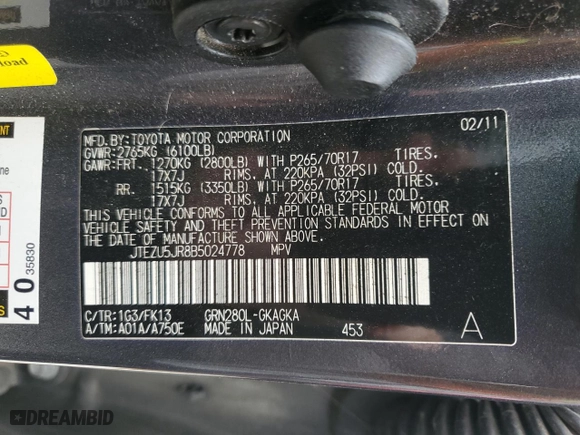 oad
MFD.BY:TOYOTA MOTOR CORPORATION 02/11
GVWR:2765KG (6100LB)
GAWR:FRT. 1270KG (2800LB) WITH P265/70R17 TIRES.
17X7J RIMS. AT 220KPA (32PSI) COLD.
RR. 1515KG (3350LB) WITH P265/70R17 TIRES.
17X7J RIMS. AT 220KPA (32PSI) COLD.
THIS VEHICLE CONFORMS TO ALL APPLICABLE FEDERAL MOTOR
VEHICLE SAFETY AND THEFT PREVENTION STANDARDS IN EFFECT ON
THE DATE OF MANUFACTURE SHOWN ABOVE.
JTEZU5JR8B5024778 MPV
C/TR:1G3/FK13 GRN280L-GKAGKA
A/TM:A01A/A750E MADE IN JAPAN 453 A
40 35830
DREAMBID